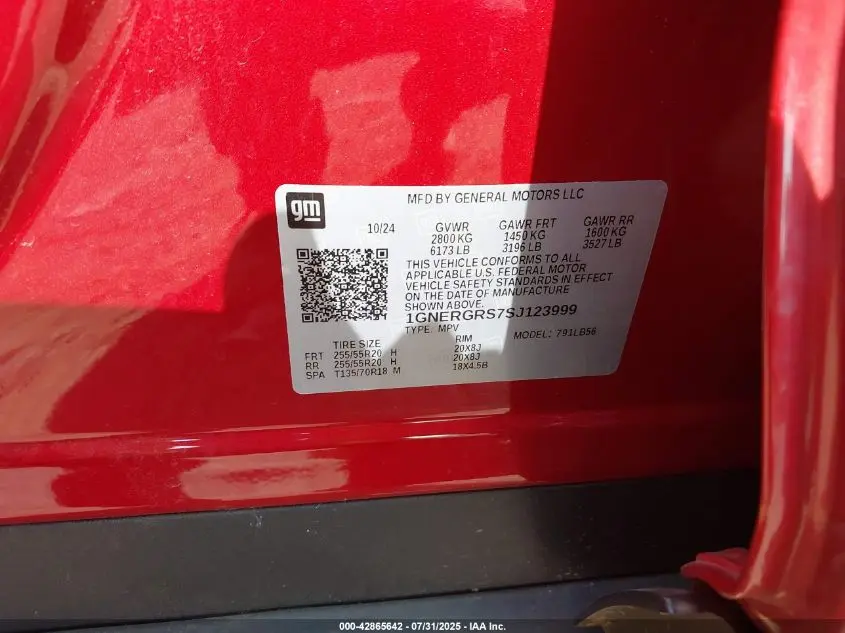 gm
MFD BY GENERAL MOTORS LLC
10/24 GVWR GAWR FRT GAWR RR
2800 KG 1450 KG 1600 KG
6173 LB 3196 LB 3527 LB
THIS VEHICLE CONFORMS TO ALL
APPLICABLE U.S. FEDERAL MOTOR
VEHICLE SAFETY STANDARDS IN EFFECT
ON THE DATE OF MANUFACTURE
SHOWN ABOVE.
1GNERGRS7SJ123999
TYPE: MPV MODEL: 791LB56
TIRE SIZE RIM
FRT 255/55R20 H 20X8J
RR 255/55R20 H 20X8J
SPA T135/70R18 M 18X4.5B
000-42865642 - 07/31/2025 - IAA Inc.